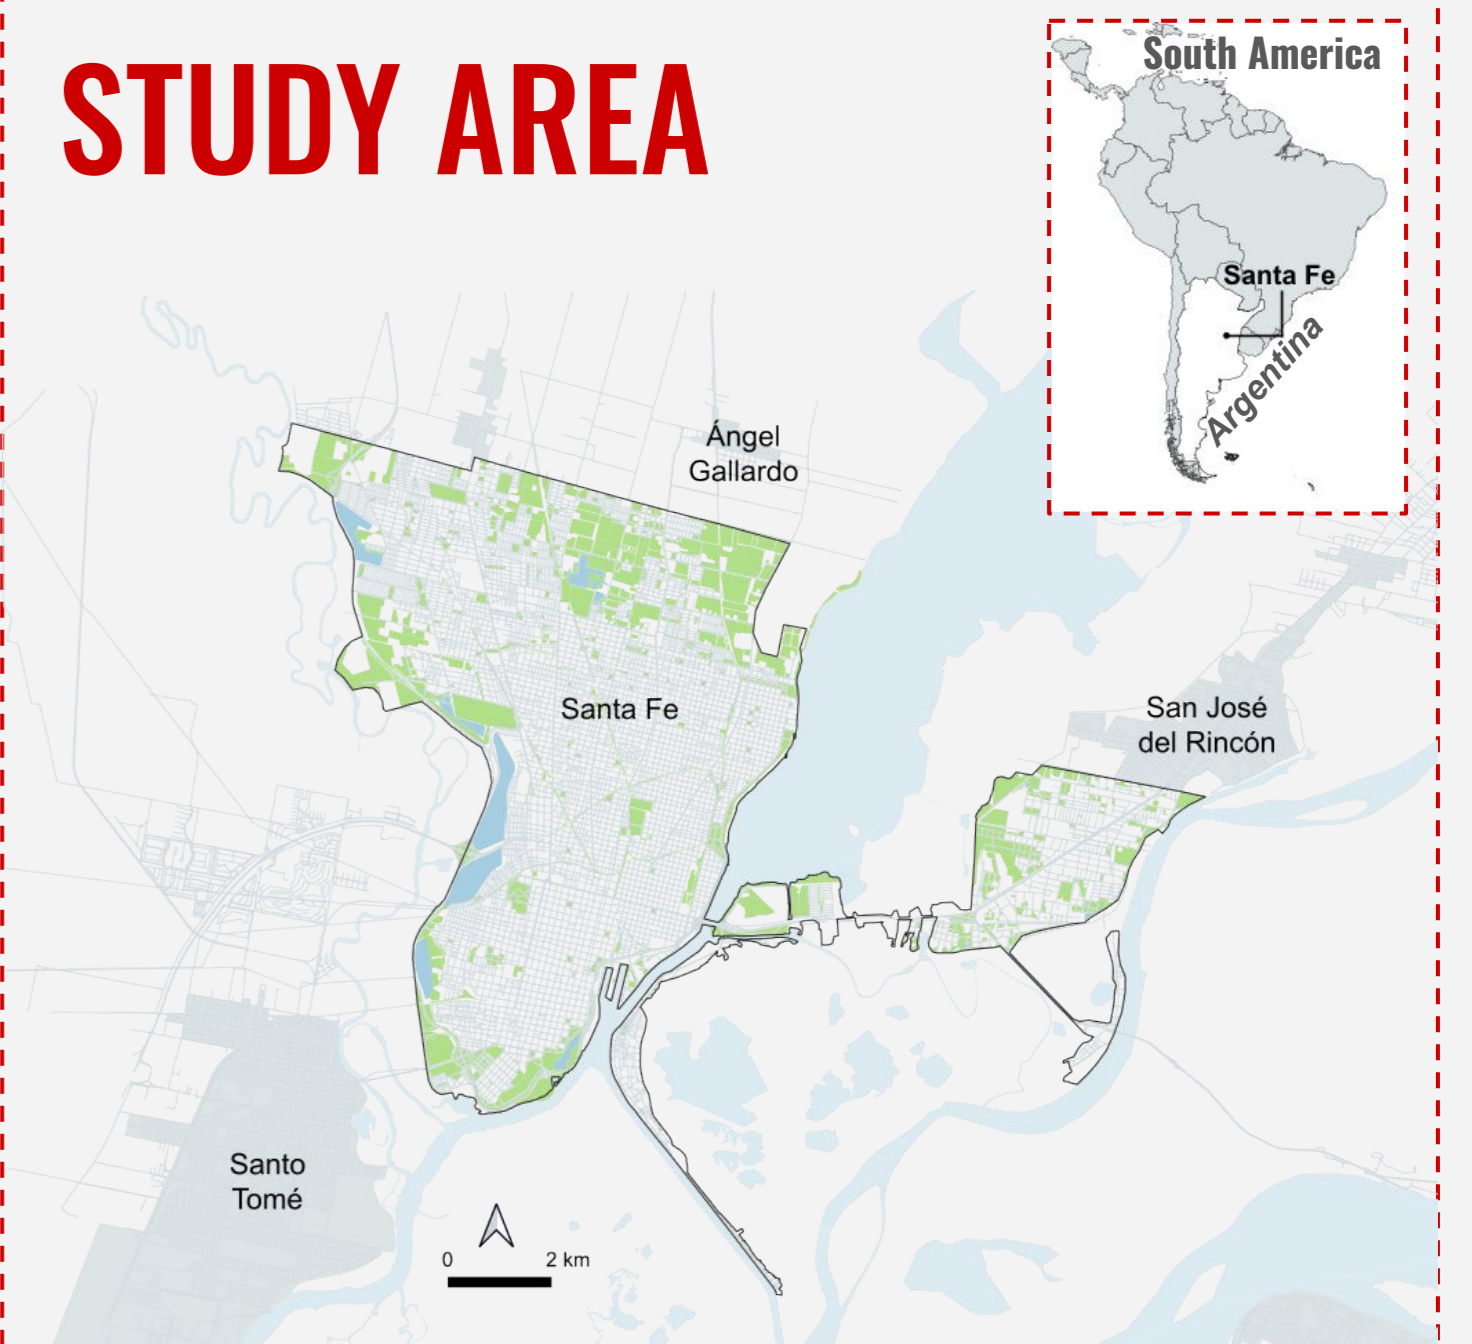 STUDY AREA
South America
Santa Fe
Argentina
Ángel
Gallardo
Santa Fe
San José
del Rincón
Santo
Tomé
0 2 km